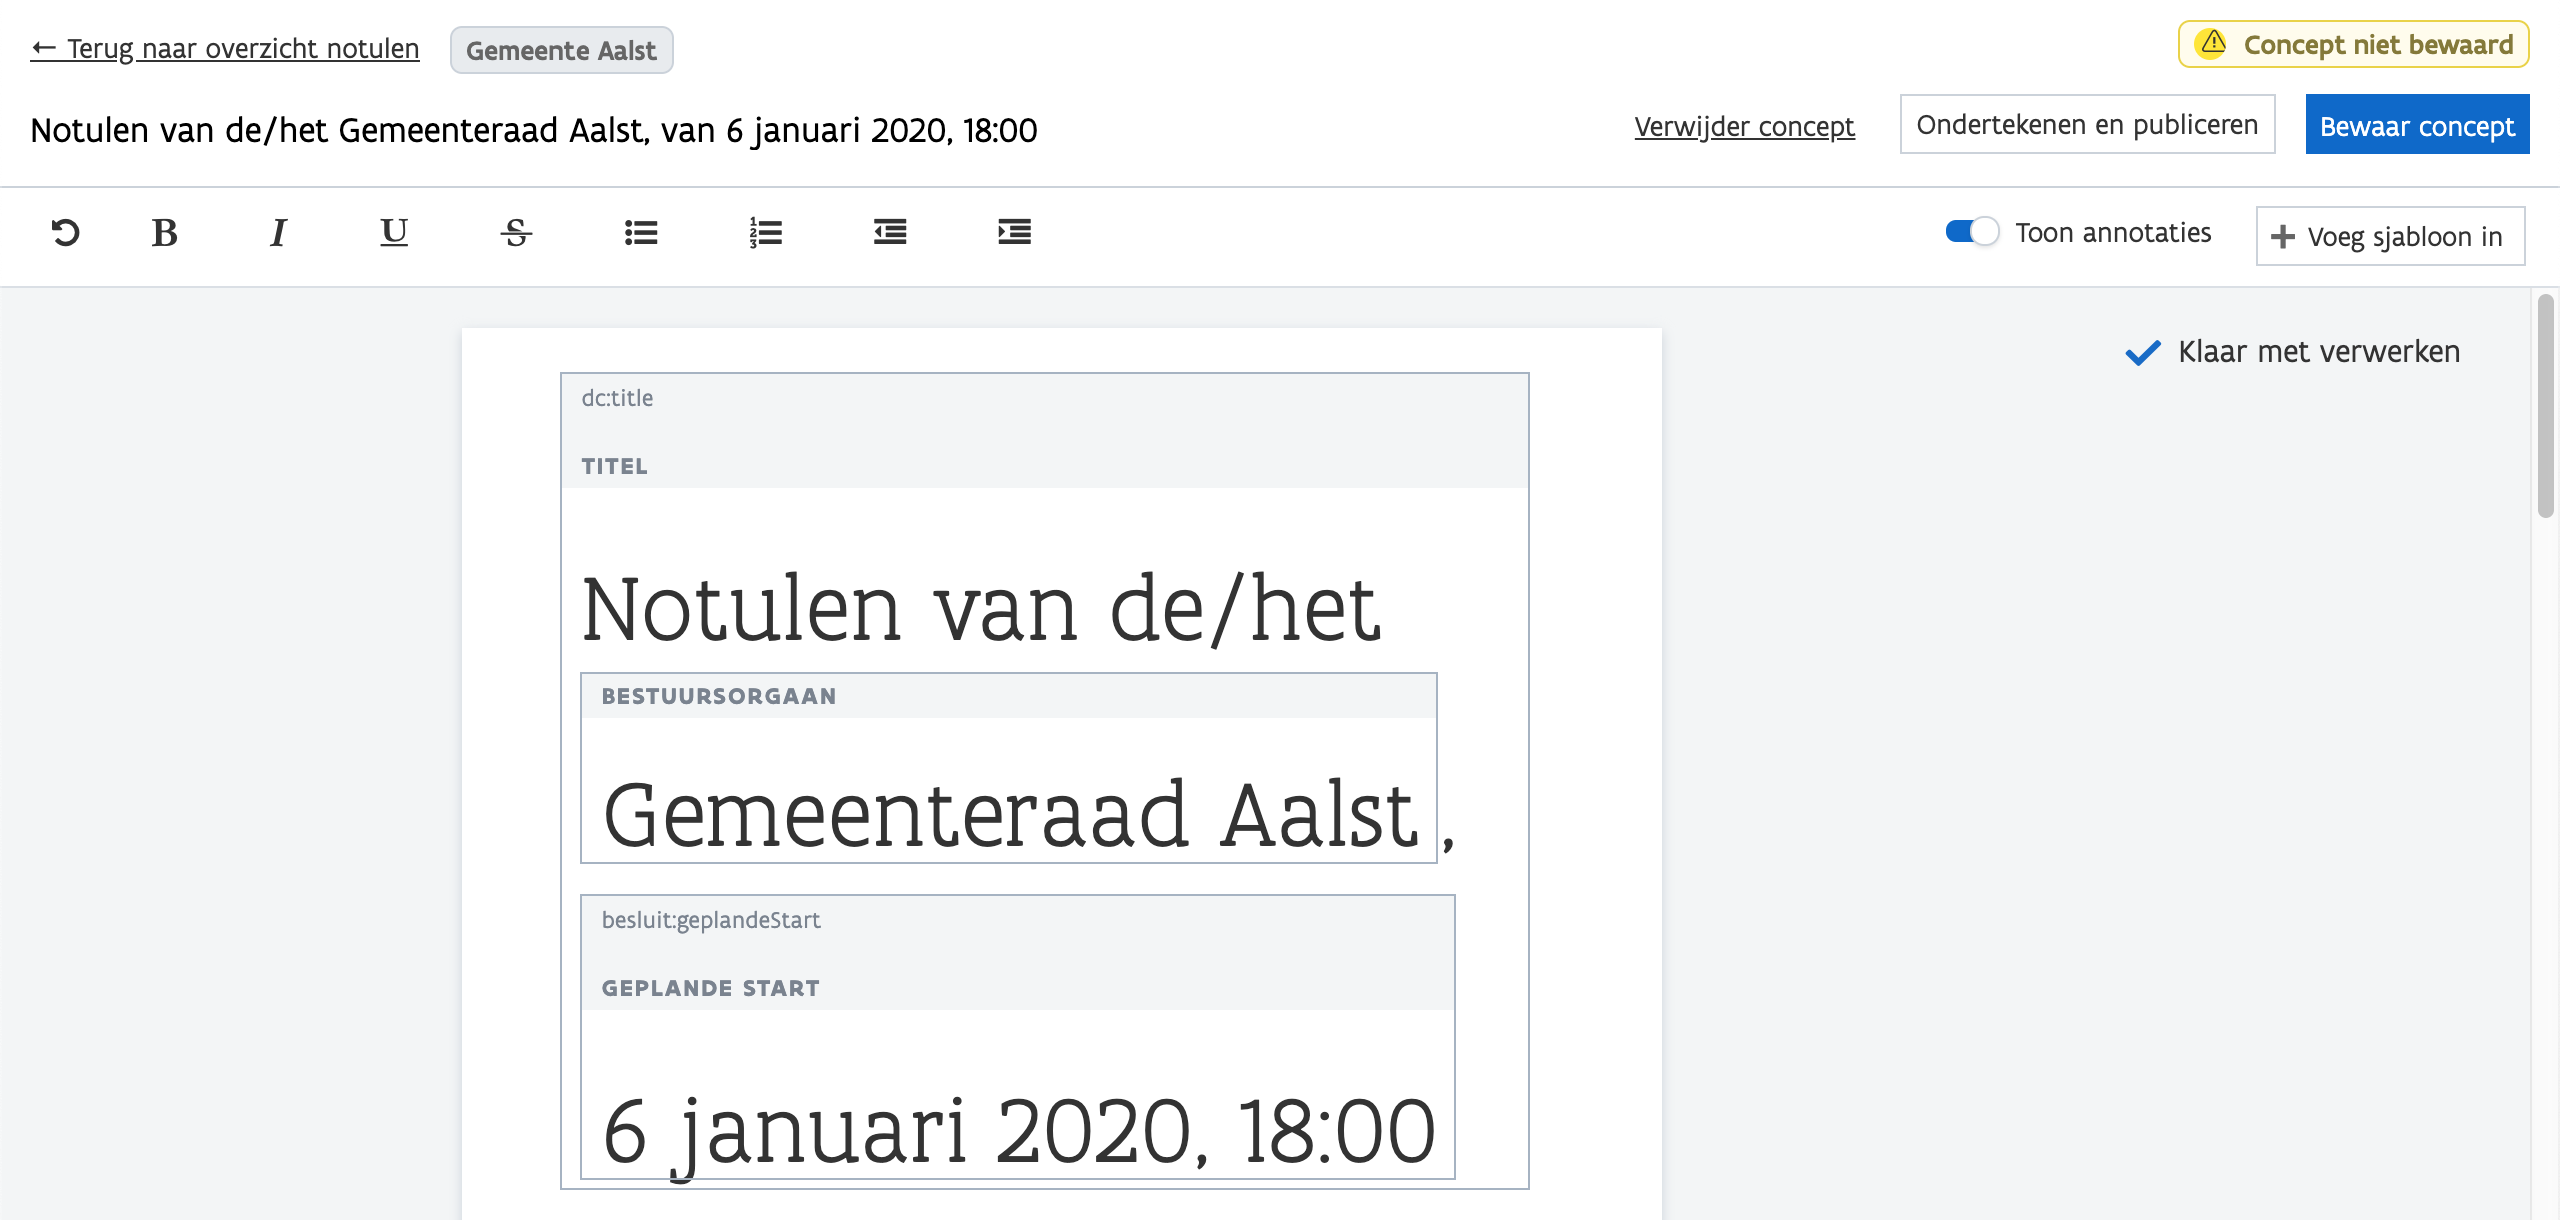 ← Terug naar overzicht notulen
Gemeente Aalst
Concept niet bewaard
Notulen van de/het Gemeenteraad Aalst, van 6 januari 2020, 18:00
Verwijder concept
Ondertekenen en publiceren
Bewaar concept
B I U S
Toon annotaties
Voeg sjabloon in
Klaar met verwerken
dc:title
TITEL
Notulen van de/het
BESTUURSORGAAN
Gemeenteraad Aalst ,
besluit:geplandeStart
GEPLANDE START
6 januari 2020, 18:00